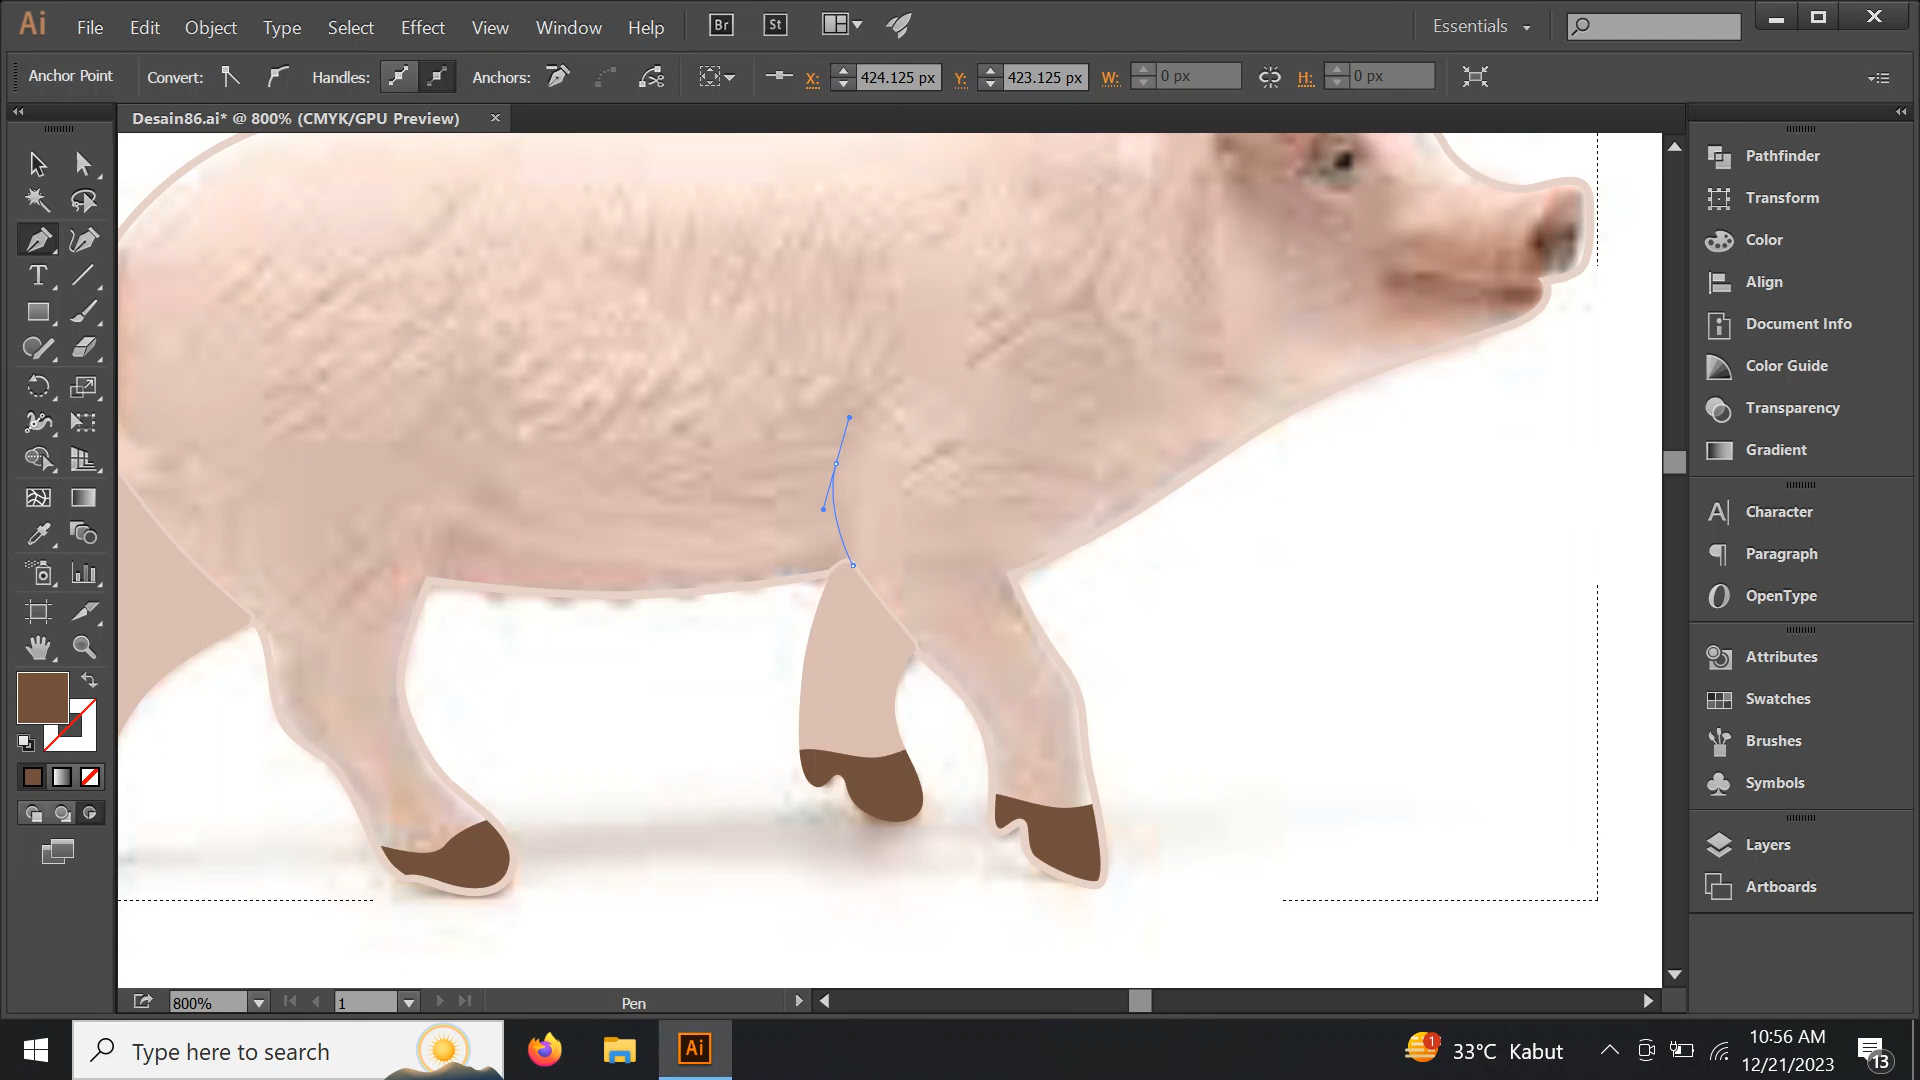 Ai File Edit Object Type Select Effect View Window Help Br St Essentials
Anchor Point Convert: Handles: Anchors: X: 424.125 px Y: 423.125 px W: 0 px H: 0 px
Desain86.ai* @ 800% (CMYK/GPU Preview)
Pathfinder
Transform
Color
Align
Document Info
Color Guide
Transparency
Gradient
Character
Paragraph
OpenType
Attributes
Swatches
Brushes
Symbols
Layers
Artboards
800% 1 Pen
Type here to search
Ai
1
33°C Kabut
10:56 AM
12/21/2023
13